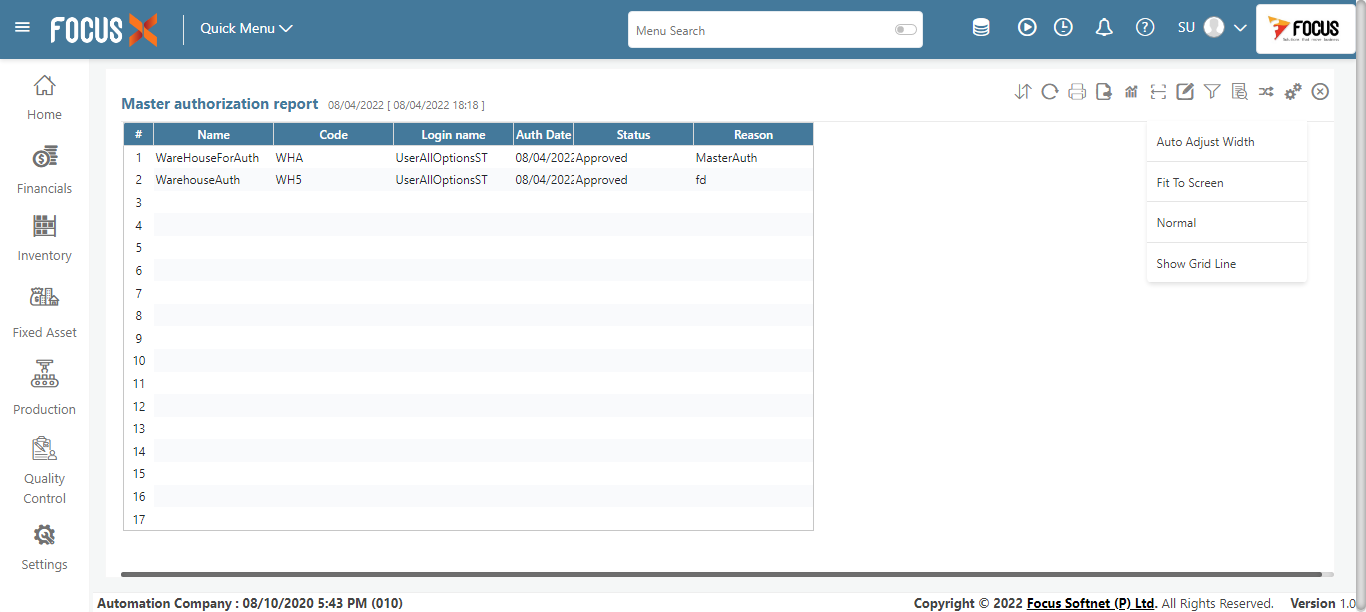 FOCUS X
Quick Menu
Menu Search
SU
FOCUS
Home
Financials
Inventory
Fixed Asset
Production
Quality
Control
Settings
Master authorization report 08/04/2022 [ 08/04/2022 18:18 ]
# Name Code Login name Auth Date Status Reason
1 WareHouseForAuth WHA UserAllOptionsST 08/04/2022 Approved MasterAuth
2 WarehouseAuth WH5 UserAllOptionsST 08/04/2022 Approved fd
3
4
5
6
7
8
9
10
11
12
13
14
15
16
17
Auto Adjust Width
Fit To Screen
Normal
Show Grid Line
Automation Company : 08/10/2020 5:43 PM (010)
Copyright © 2022 Focus Softnet (P) Ltd. All Rights Reserved. Version 1.0